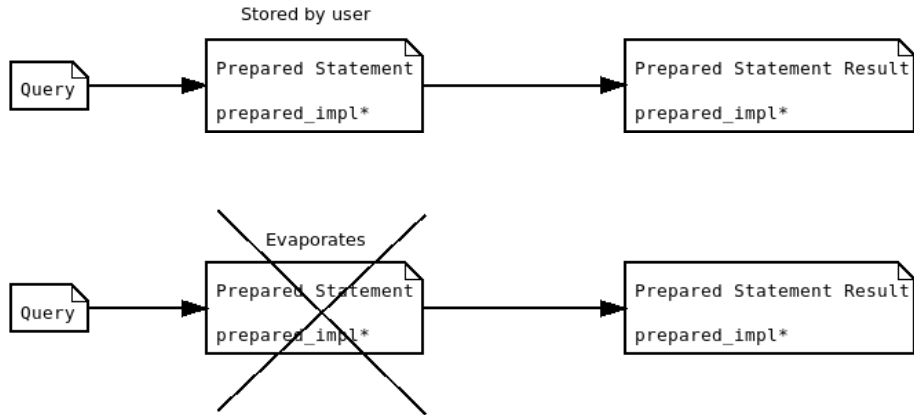 Stored by user
Query
Prepared Statement
prepared_impl*
Prepared Statement Result
prepared_impl*
Evaporates
Query
Prepared Statement
prepared_impl*
Prepared Statement Result
prepared_impl*